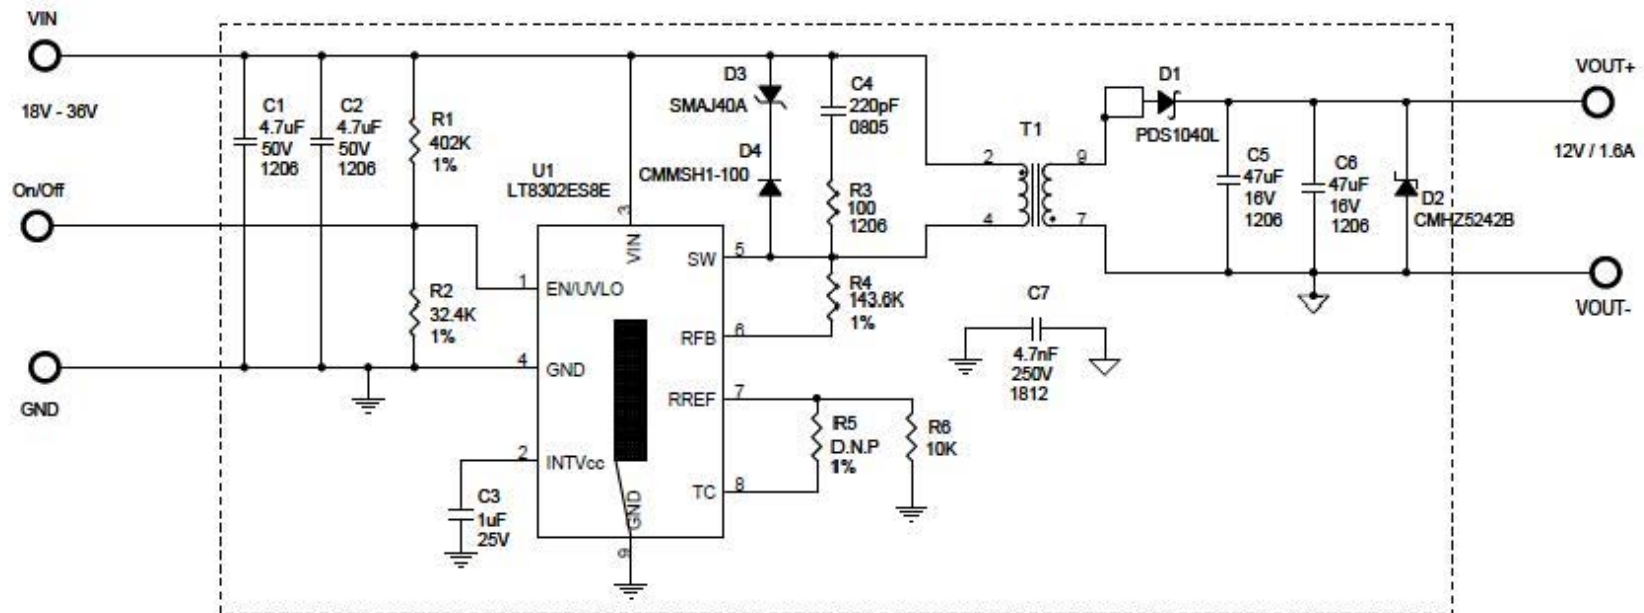 VIN
18V - 36V
On/Off
GND
C1
4.7uF
50V
1206
C2
4.7uF
50V
1206
R1
402K
1%
R2
32.4K
1%
U1
LT8302ES8E
3
VIN
1
EN/UVLO
4
GND
2
INTVcc
C3
1uF
25V
GND
9
SW
5
RFB
6
RREF
7
TC
8
D3
SMAJ40A
D4
CMMSH1-100
C4
220pF
0805
R3
100
1206
R4
143.6K
1%
R5
D.N.P
1%
R6
10K
T1
2
4
9
7
C7
4.7nF
250V
1812
D1
PDS1040L
C5
47uF
16V
1206
C6
47uF
16V
1206
D2
CMHZ5242B
VOUT+
12V / 1.6A
VOUT-